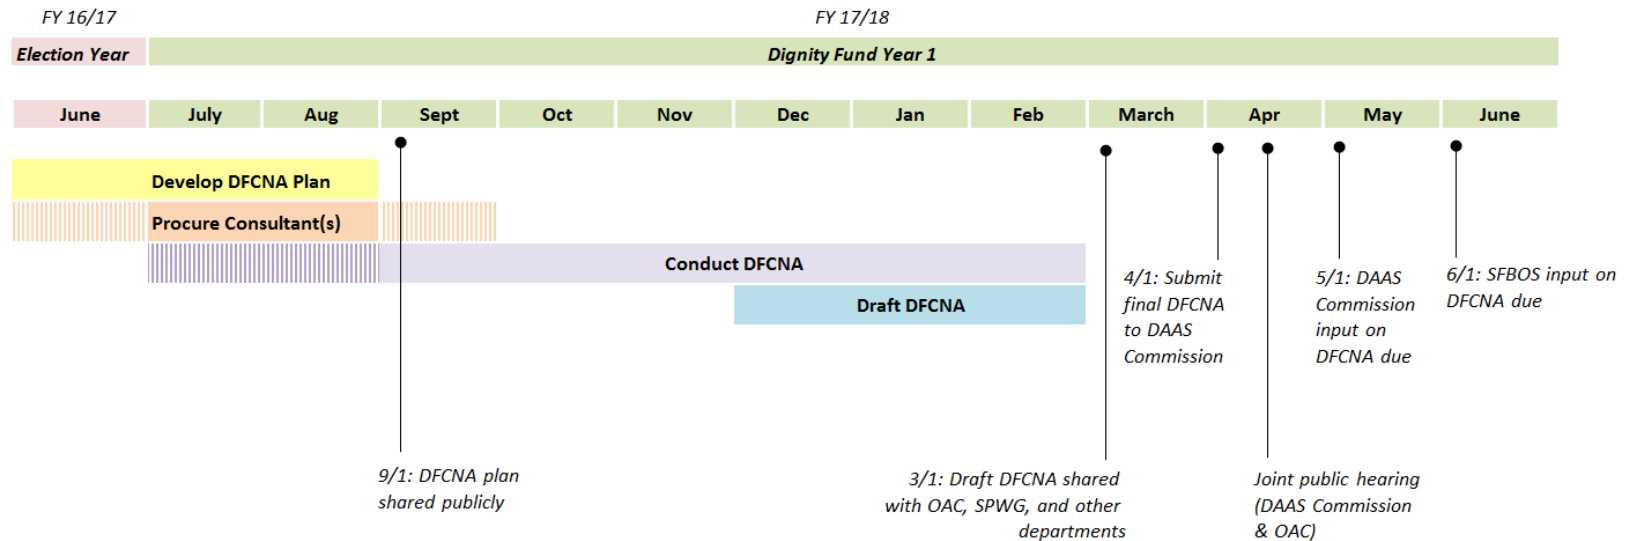 FY 16/17
FY 17/18
Election Year
Dignity Fund Year 1
June
July
Aug
Sept
Oct
Nov
Dec
Jan
Feb
March
Apr
May
June
Develop DFCNA Plan
Procure Consultant(s)
Conduct DFCNA
Draft DFCNA
4/1: Submit
final DFCNA
to DAAS
Commission
5/1: DAAS
Commission
input on
DFCNA due
6/1: SFBOS input on
DFCNA due
9/1: DFCNA plan
shared publicly
3/1: Draft DFCNA shared
with OAC, SPWG, and other
departments
Joint public hearing
(DAAS Commission
& OAC)